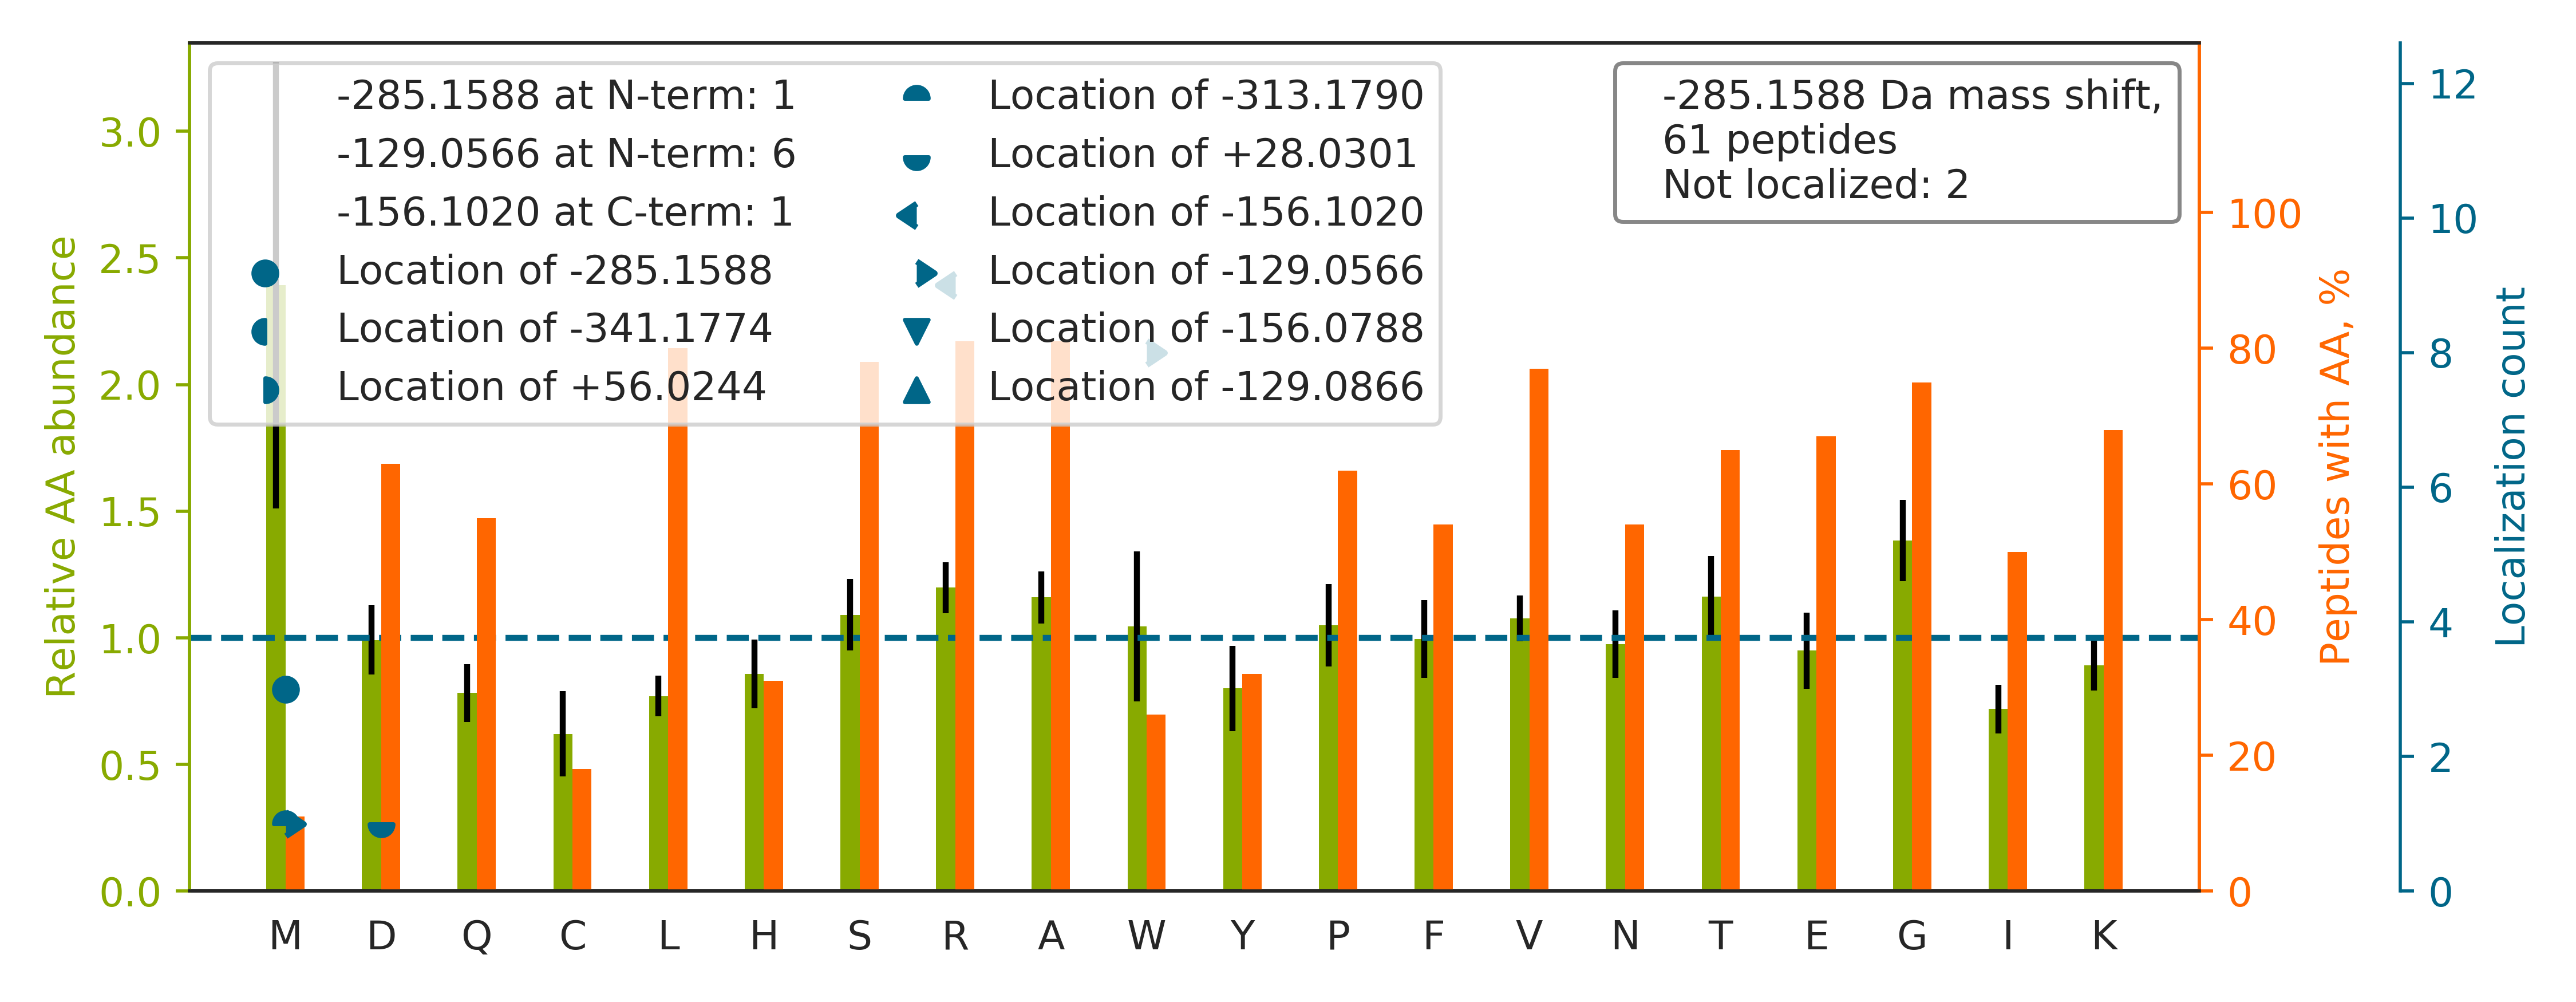 -285.1588 at N-term: 1
-129.0566 at N-term: 6
-156.1020 at C-term: 1
Location of -285.1588
Location of -341.1774
Location of +56.0244
Location of -313.1790
Location of +28.0301
Location of -156.1020
Location of -129.0566
Location of -156.0788
Location of -129.0866
-285.1588 Da mass shift,
61 peptides
Not localized: 2
Relative AA abundance
3.0
2.5
2.0
1.5
1.0
0.5
0.0
100
80
60
40
20
0
Peptides with AA, %
12
10
8
6
4
2
0
Localization count
M D Q C L H S R A W Y P F V N T E G I K